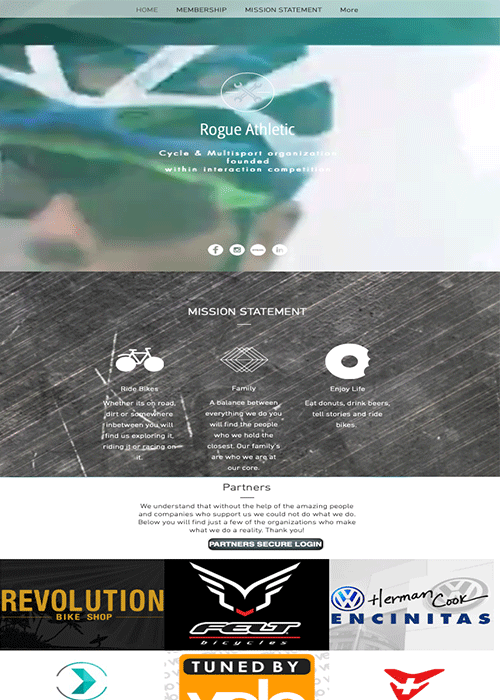 HOME MEMBERSHIP MISSION STATEMENT More
Rogue Athletic
Cycle & Multisport organization
founded
within interaction competition
MISSION STATEMENT
Ride Bikes
Whether its on road,
dirt or somewhere
inbetween you will
find us exploring it,
riding it or racing on
it.
Family
A balance between
everything we do you
will find the people
who we hold the
closest. Our family's
are who we are at
our core.
Enjoy Life
Eat donuts, drink beers,
tell stories and ride
bikes.
Partners
We understand that without the help of the amazing people
and companies who support us we could not do what we do.
Below you will find just a few of the organizations who make
what we do a reality. Thank you!
PARTNERS SECURE LOGIN
REVOLUTION
BIKE SHOP
FELT
bicycles
Herman
Cook
ENCINITAS
TUNED BY